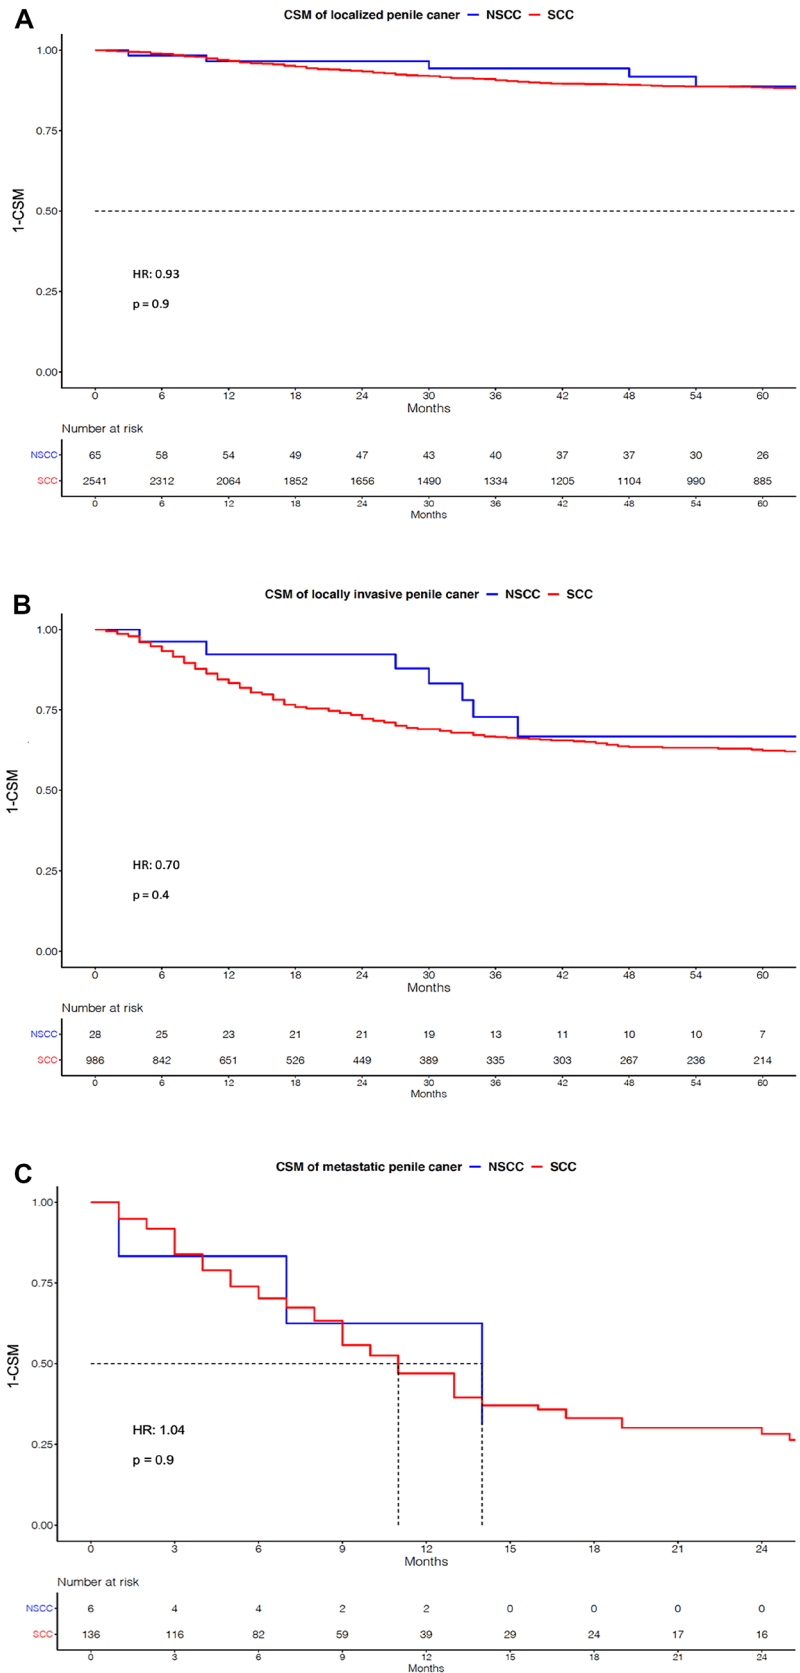 A
CSM of localized penile caner NSCC SCC
1.00
0.75
0.50
0.25
0.00
1-CSM
HR: 0.93
p = 0.9
0 6 12 18 24 30 36 42 48 54 60
Months
Number at risk
NSCC 65 58 54 49 47 43 40 37 37 30 26
SCC 2541 2312 2064 1852 1656 1490 1334 1205 1104 990 885
0 6 12 18 24 30 36 42 48 54 60
Months
B
CSM of locally invasive penile caner NSCC SCC
1.00
0.75
0.50
0.25
0.00
1-CSM
HR: 0.70
p = 0.4
0 6 12 18 24 30 36 42 48 54 60
Months
Number at risk
NSCC 28 25 23 21 21 19 13 11 10 10 7
SCC 986 842 651 526 449 389 335 303 267 236 214
0 6 12 18 24 30 36 42 48 54 60
Months
C
CSM of metastatic penile caner NSCC SCC
1.00
0.75
0.50
0.25
0.00
1-CSM
HR: 1.04
p = 0.9
0 3 6 9 12 15 18 21 24
Months
Number at risk
NSCC 6 4 4 2 2 0 0 0 0
SCC 136 116 82 59 39 29 24 17 16
0 3 6 9 12 15 18 21 24
Months